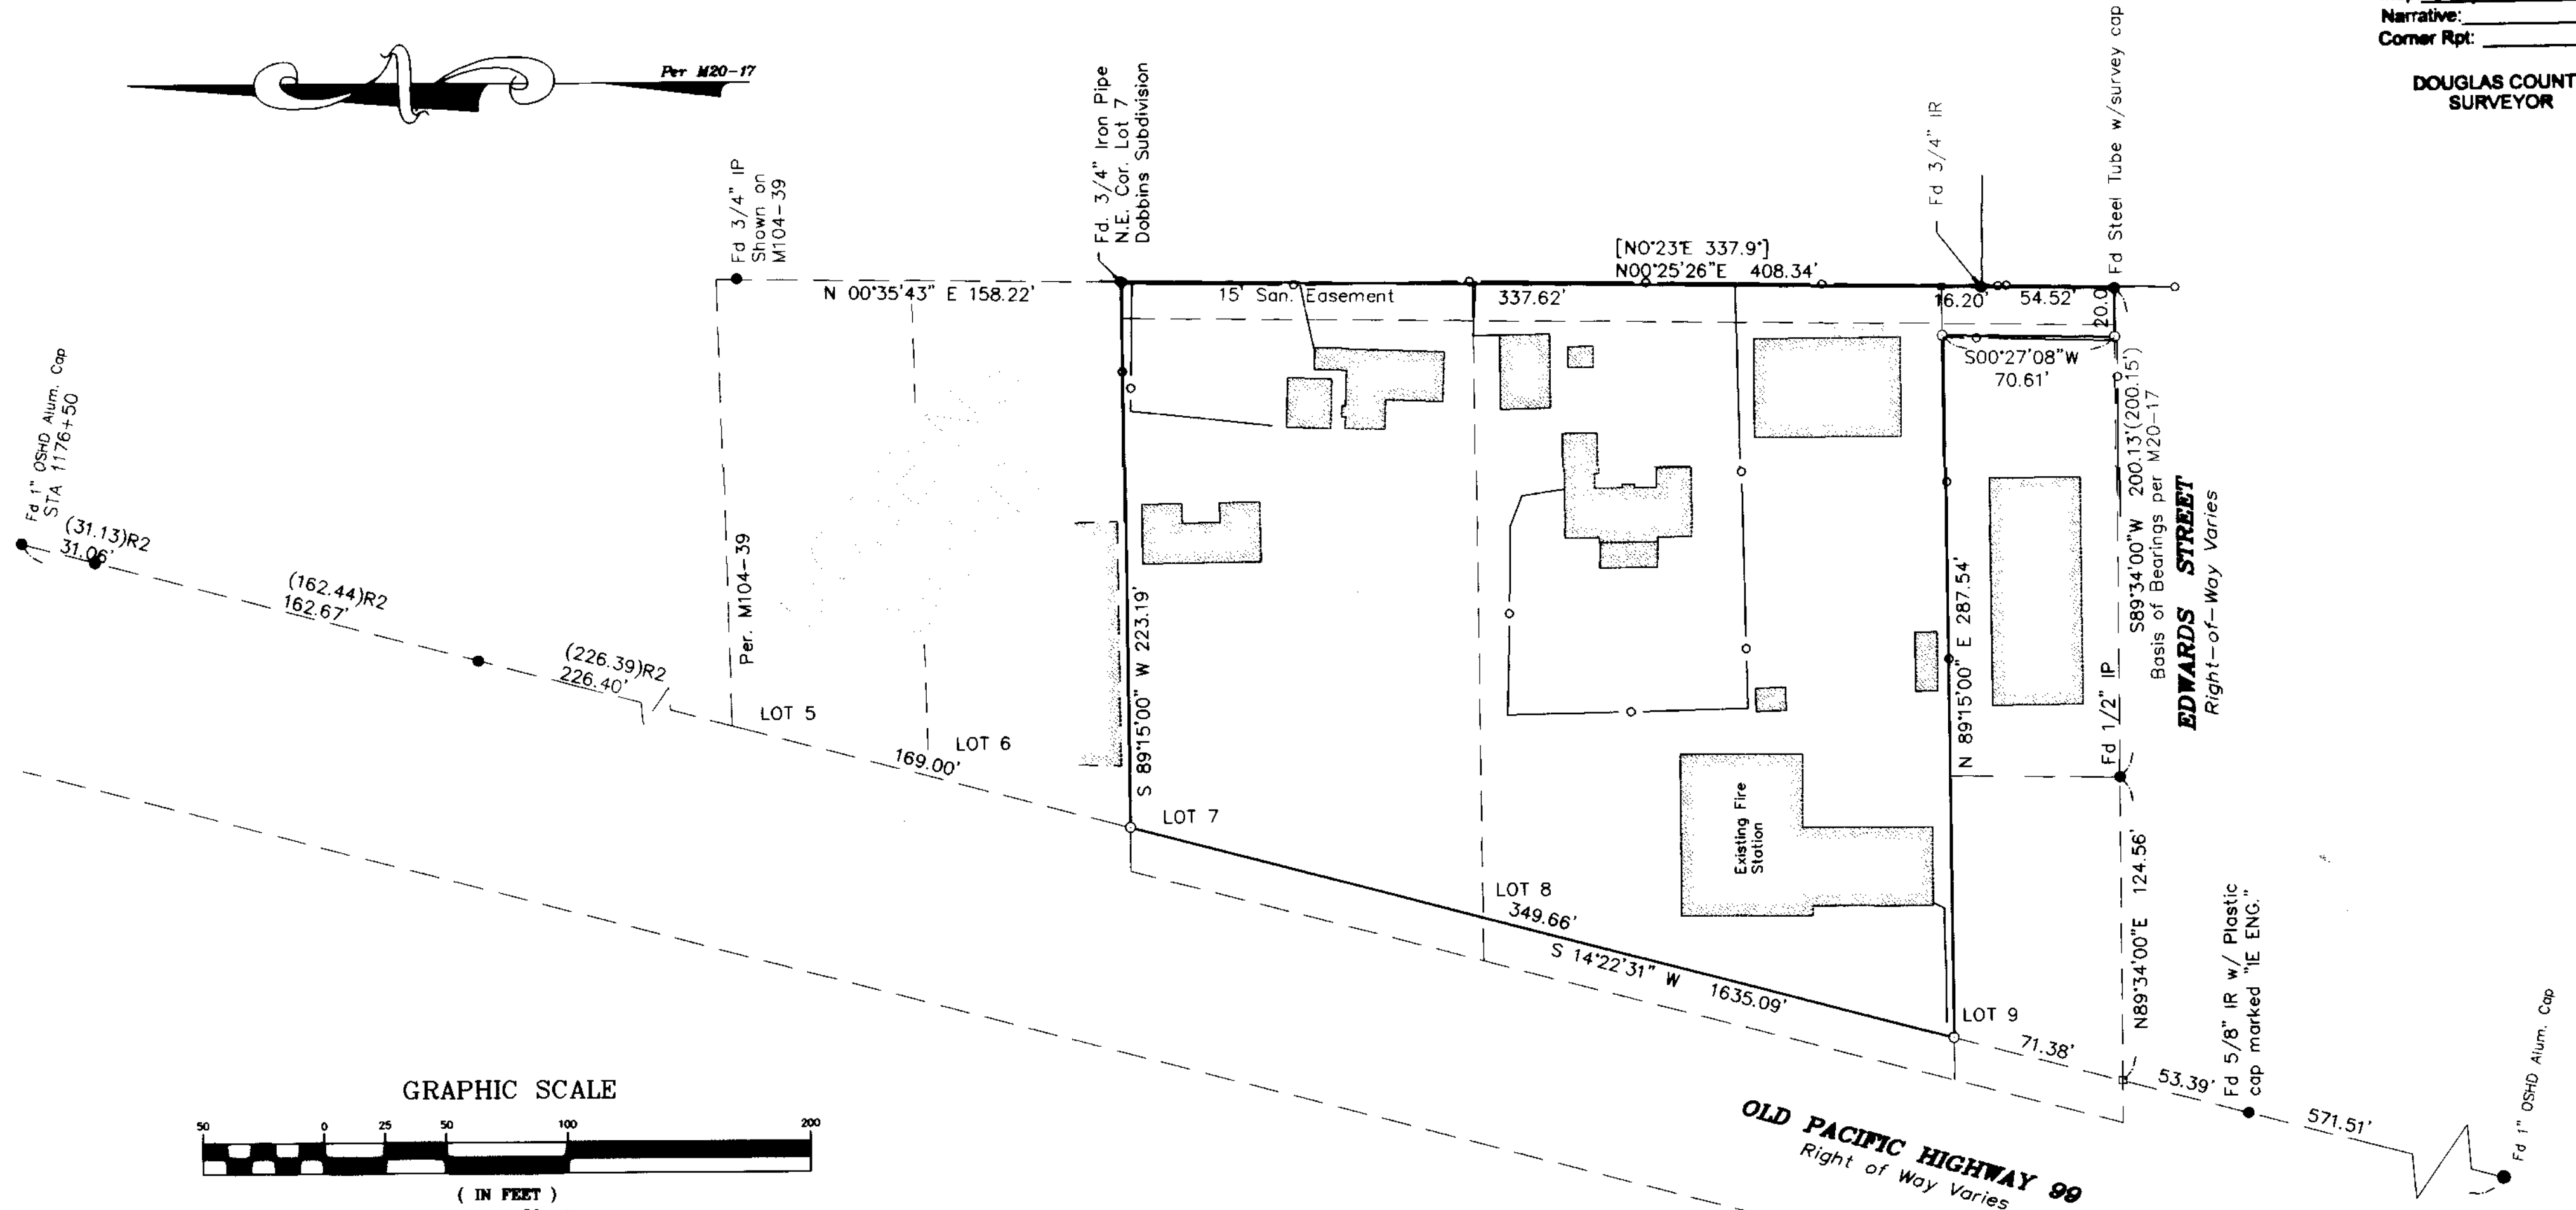 Narrative:
Corner Rpt:
DOUGLAS COUNT
SURVEYOR
Per M20-17
Fd 3/4" IP
Shown on
M104-39
Fd. 3/4" Iron Pipe
N.E. Cor. Lot 7
Dobbins Subdivision
Fd 3/4" IR
Fd Steel Tube w/survey cap
[N0°23'E 337.9']
N00°25'26"E 408.34'
N 00°35'43" E 158.22'
15' San. Easement
337.62'
16.20'
54.52'
20.0
S00°27'08"W
70.61'
Fd 1" OSHD Alum. Cap
STA 1176+50
(31.13)R2
31.06'
(162.44)R2
162.67'
(226.39)R2
226.40'
Per. M104-39
LOT 5
LOT 6
169.00'
S 89°15'00" W 223.19'
LOT 7
LOT 8
349.66'
S 14°22'31" W 1635.09'
Existing Fire
Station
N 89°15'00" E 287.54'
LOT 9
71.38'
S89°34'00"W 200.13'(200.15')
Basis of Bearings per M20-17
EDWARDS STREET
Right-of-Way Varies
Fd 1/2" IP
N89°34'00"E 124.56'
53.39'
Fd 5/8" IR w/ Plastic
cap marked "IE ENG."
571.51'
Fd 1" OSHD Alum. Cap
OLD PACIFIC HIGHWAY 99
Right of Way Varies
GRAPHIC SCALE
50 0 25 50 100 200
( IN FEET )